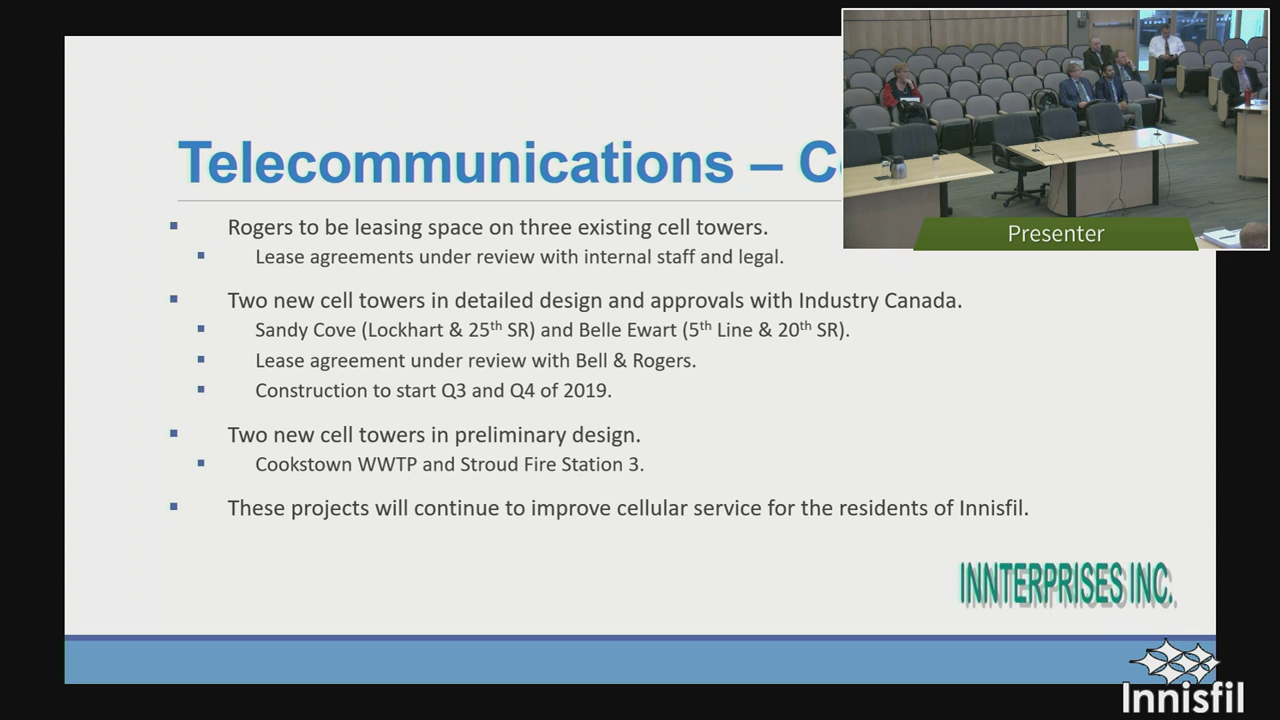 Telecommunications –
Presenter
Rogers to be leasing space on three existing cell towers.
Lease agreements under review with internal staff and legal.
Two new cell towers in detailed design and approvals with Industry Canada.
Sandy Cove (Lockhart & 25th SR) and Belle Ewart (5th Line & 20th SR).
Lease agreement under review with Bell & Rogers.
Construction to start Q3 and Q4 of 2019.
Two new cell towers in preliminary design.
Cookstown WWTP and Stroud Fire Station 3.
These projects will continue to improve cellular service for the residents of Innisfil.
INNTERPRISES INC.
Innisfil